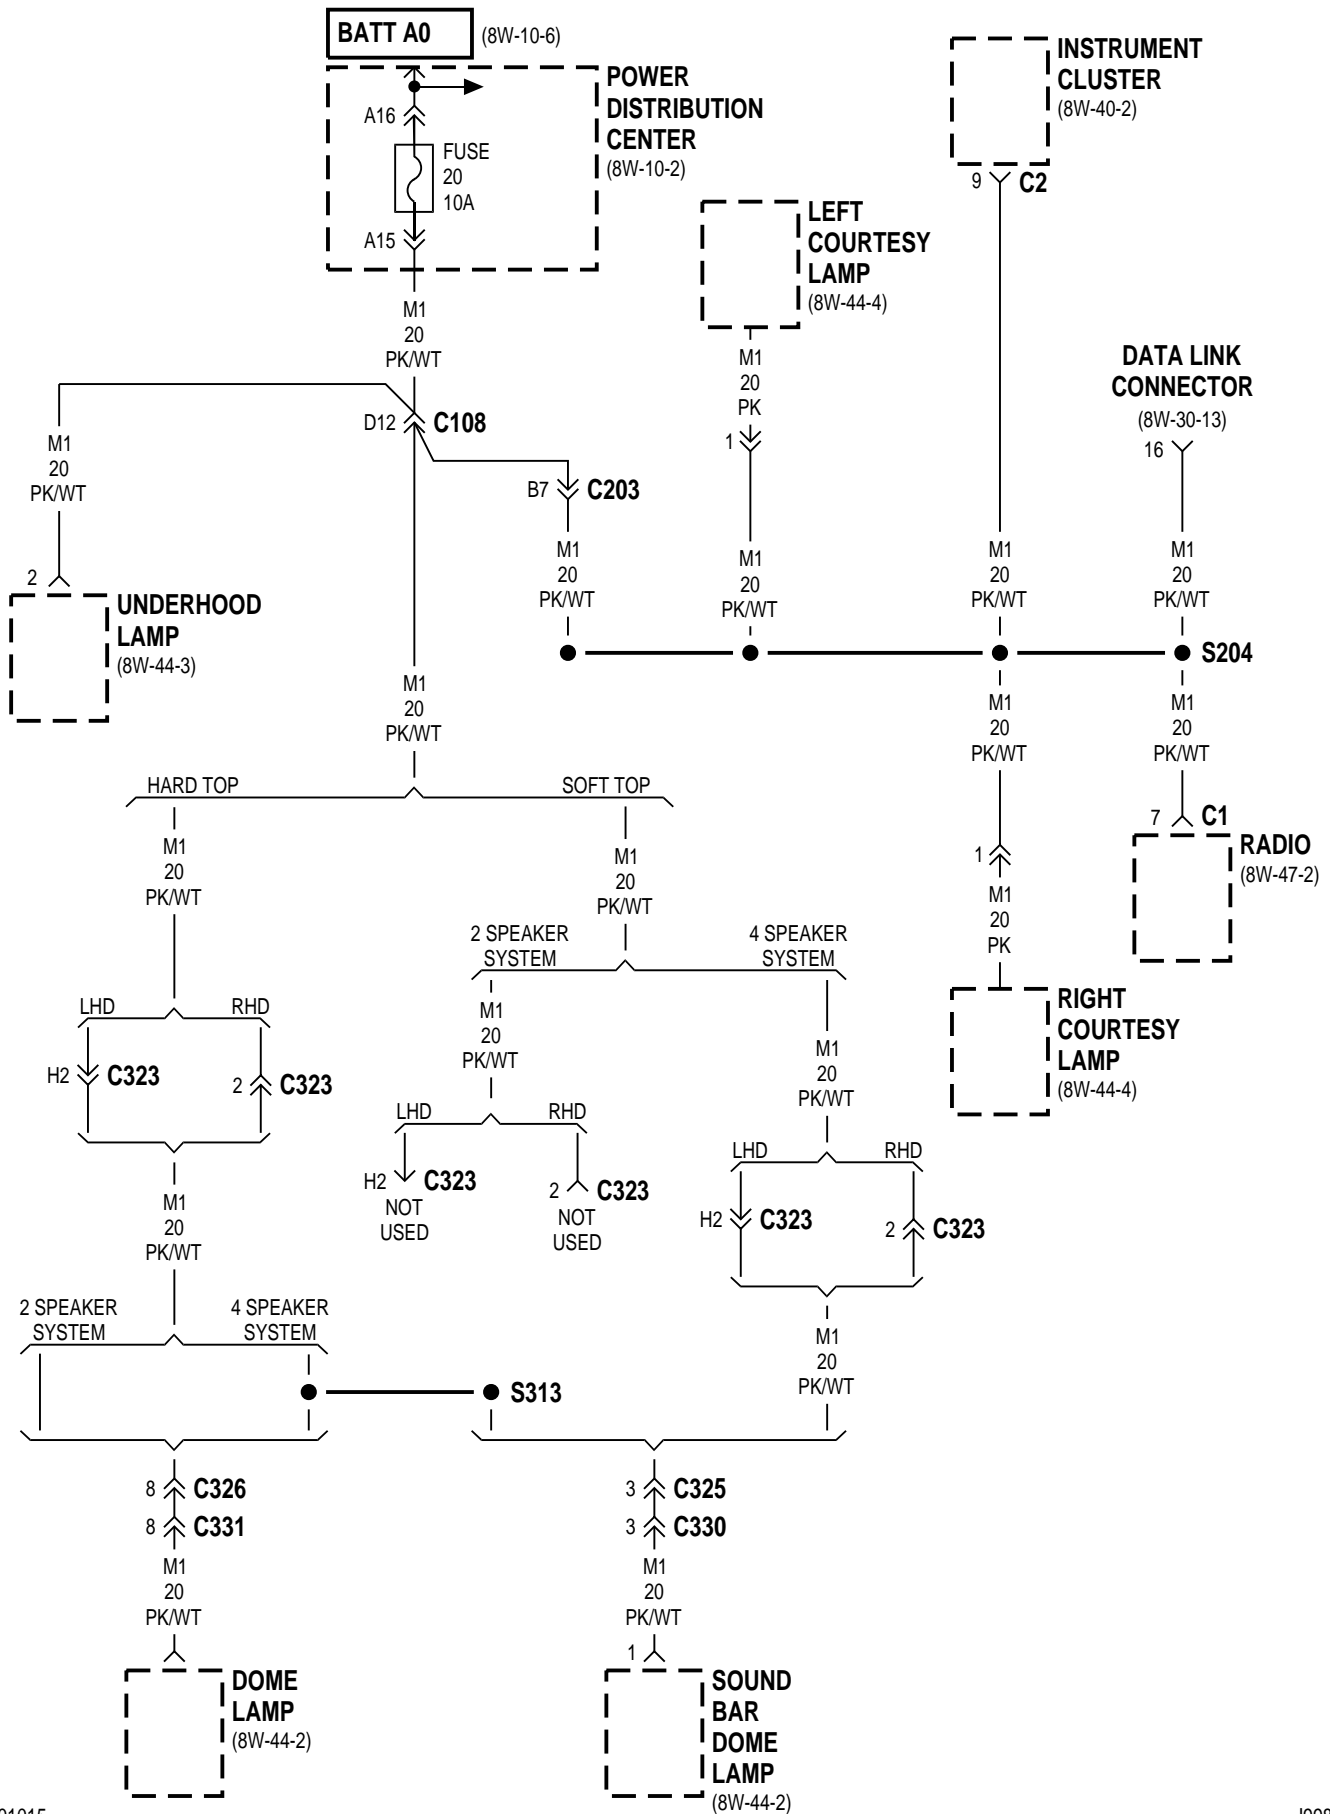 BATT A0
(8W-10-6)
POWER
DISTRIBUTION
CENTER
(8W-10-2)
A16
FUSE
20
10A
A15
M1
20
PK/WT
INSTRUMENT
CLUSTER
(8W-40-2)
9
C2
LEFT
COURTESY
LAMP
(8W-44-4)
M1
20
PK
1
M1
20
PK/WT
DATA LINK
CONNECTOR
(8W-30-13)
16
M1
20
PK/WT
M1
20
PK/WT
D12
C108
M1
20
PK/WT
2
UNDERHOOD
LAMP
(8W-44-3)
B7
C203
M1
20
PK/WT
S204
M1
20
PK/WT
M1
20
PK/WT
M1
20
PK/WT
7
C1
RADIO
(8W-47-2)
1
M1
20
PK
RIGHT
COURTESY
LAMP
(8W-44-4)
HARD TOP
SOFT TOP
M1
20
PK/WT
M1
20
PK/WT
2 SPEAKER
SYSTEM
4 SPEAKER
SYSTEM
LHD
RHD
H2
C323
2
C323
M1
20
PK/WT
M1
20
PK/WT
LHD
RHD
H2
C323
NOT
USED
2
C323
NOT
USED
LHD
RHD
H2
C323
2
C323
M1
20
PK/WT
2 SPEAKER
SYSTEM
4 SPEAKER
SYSTEM
M1
20
PK/WT
S313
8
C326
8
C331
M1
20
PK/WT
DOME
LAMP
(8W-44-2)
3
C325
3
C330
M1
20
PK/WT
1
SOUND
BAR
DOME
LAMP
(8W-44-2)